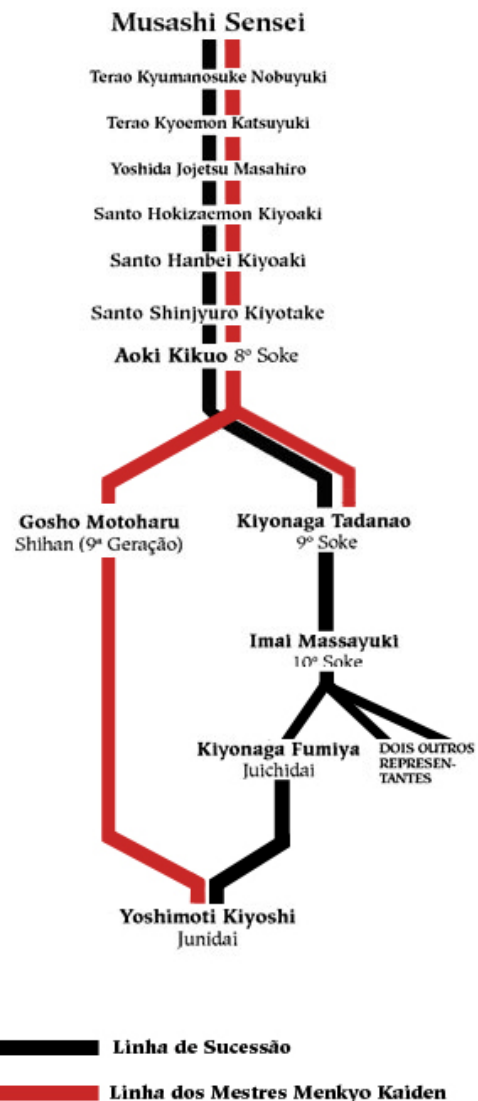 Musashi Sensei
Terao Kyumanosuke Nobuyuki
Terao Kyoemon Katsuyuki
Yoshida Jojetsu Masahiro
Santo Hokizaemon Kiyoaki
Santo Hanbei Kiyoaki
Santo Shinjyuro Kiyotake
Aoki Kikuo 8º Soke
Gosho Motoharu
Shihan (9ª Geração)
Kiyonaga Tadanao
9º Soke
Imai Massayuki
10º Soke
Kiyonaga Fumiya
Juichidai
DOIS OUTROS
REPRESEN-
TANTES
Yoshimoti Kiyoshi
Junidai
Linha de Sucessão
Linha dos Mestres Menkyo Kaiden